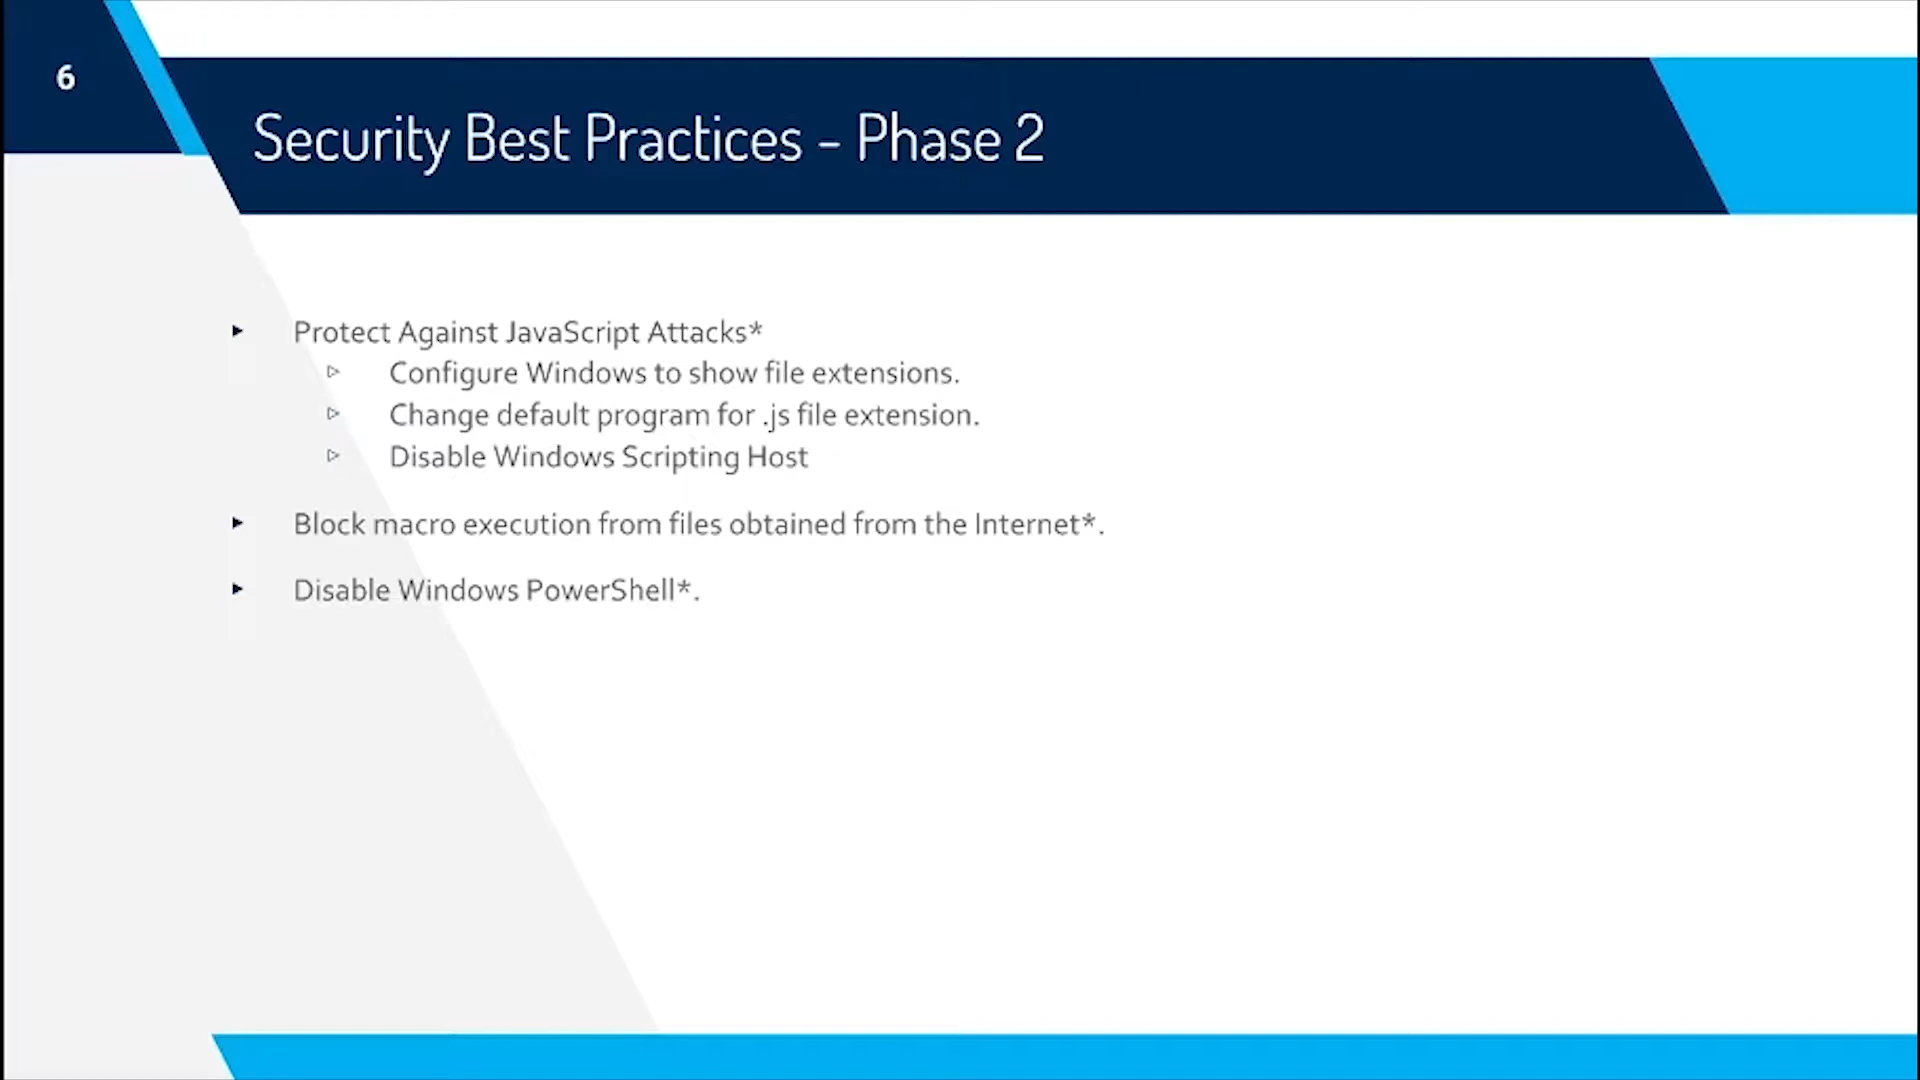 6
Security Best Practices – Phase 2
Protect Against JavaScript Attacks*
Configure Windows to show file extensions.
Change default program for .js file extension.
Disable Windows Scripting Host
Block macro execution from files obtained from the Internet*.
Disable Windows PowerShell*.